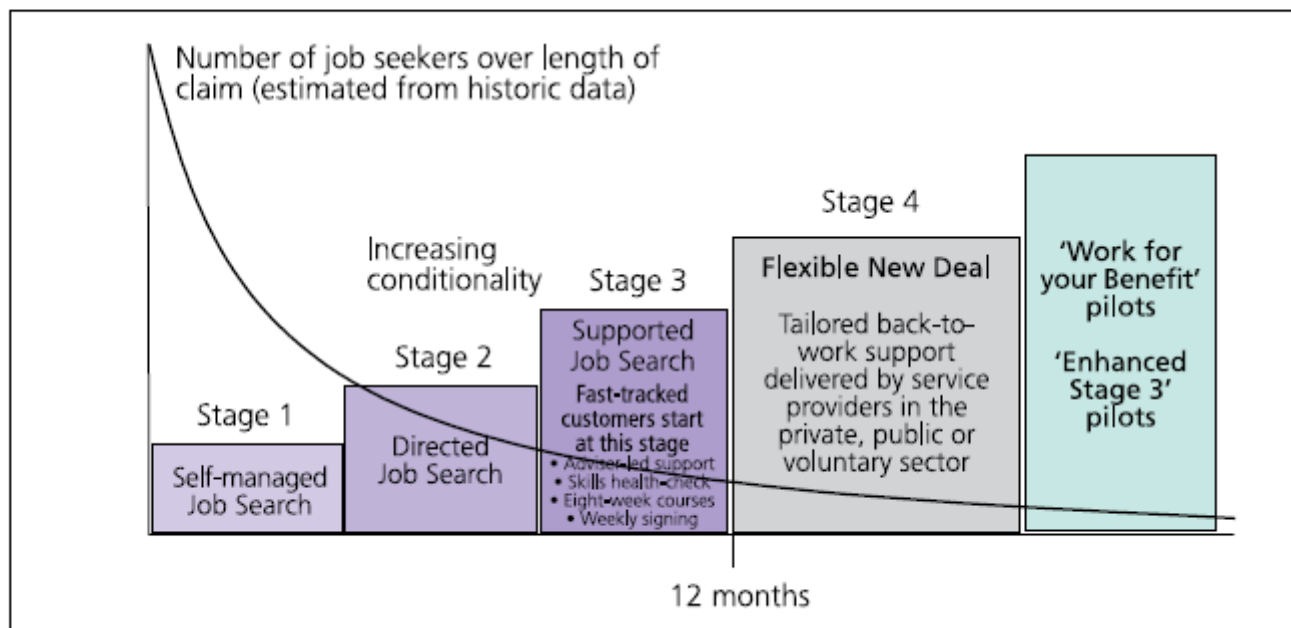 Number of job seekers over length of
claim (estimated from historic data)
Increasing
conditionality
Stage 1
Self-managed
Job Search
Stage 2
Directed
Job Search
Stage 3
Supported
Job Search
Fast-tracked
customers start
at this stage
• Adviser-led support
• Skills health-check
• Eight-week courses
• Weekly signing
Stage 4
Flexible New Deal
Tailored back-to-
work support
delivered by service
providers in the
private, public or
voluntary sector
‘Work for
your Benefit’
pilots
‘Enhanced
Stage 3’
pilots
12 months